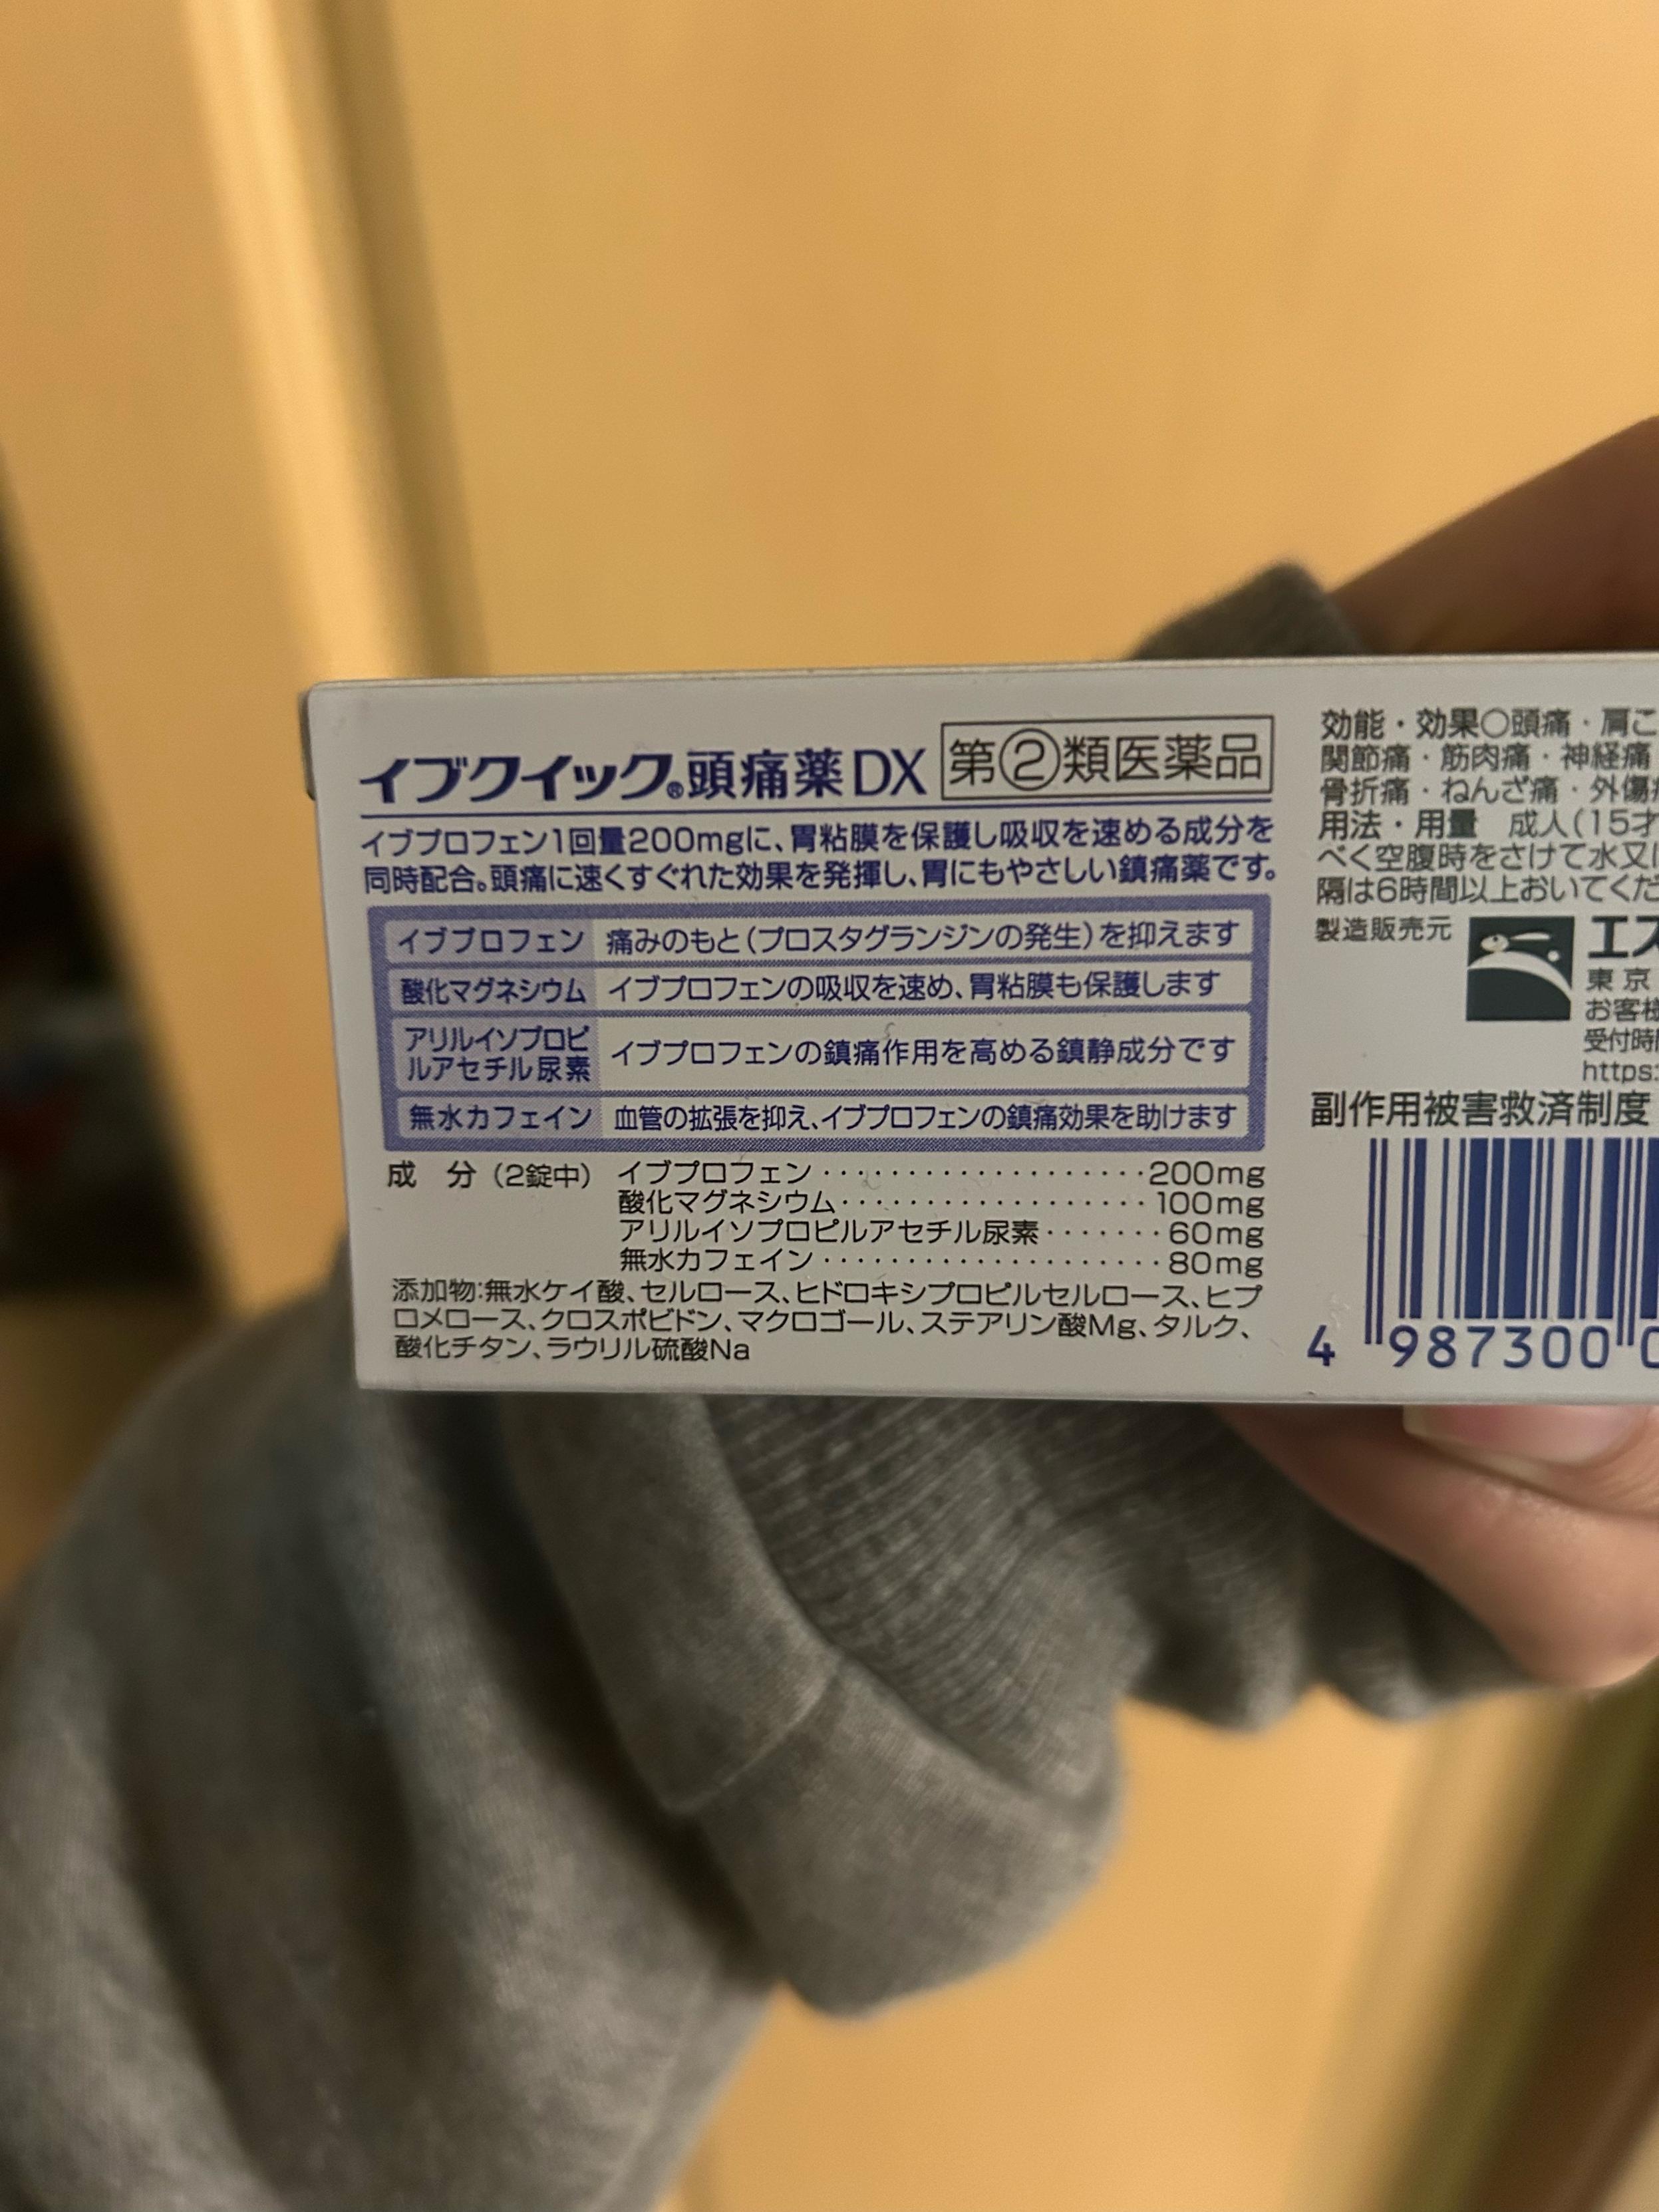 イブクイック®頭痛薬DX 第②類医薬品
イブプロフェン1回量200mgに、胃粘膜を保護し吸収を速める成分を
同時配合。頭痛に速くすぐれた効果を発揮し、胃にもやさしい鎮痛薬です。
イブプロフェン 痛みのもと(プロスタグランジンの発生)を抑えます
酸化マグネシウム イブプロフェンの吸収を速め、胃粘膜も保護します
アリルイソプロピ
ルアセチル尿素 イブプロフェンの鎮痛作用を高める鎮静成分です
無水カフェイン 血管の拡張を抑え、イブプロフェンの鎮痛効果を助けます
成 分(2錠中) イブプロフェン・・・・・・・・・・・・・・・・・・・・・200mg
酸化マグネシウム・・・・・・・・・・・・・・・・・・・・100mg
アリルイソプロピルアセチル尿素・・・・・・・60mg
無水カフェイン・・・・・・・・・・・・・・・・・・・・・80mg
添加物:無水ケイ酸、セルロース、ヒドロキシプロピルセルロース、ヒプ
ロメロース、クロスポビドン、マクロゴール、ステアリン酸Mg、タルク、
酸化チタン、ラウリル硫酸Na
効能・効果○頭痛・肩こ
関節痛・筋肉痛・神経痛
骨折痛・ねんざ痛・外傷
用法・用量 成人(15才
べく空腹時をさけて水又
隔は6時間以上おいてくだ
製造販売元
エス
東京
お客様
受付時
https:
副作用被害救済制度
4 987300 0